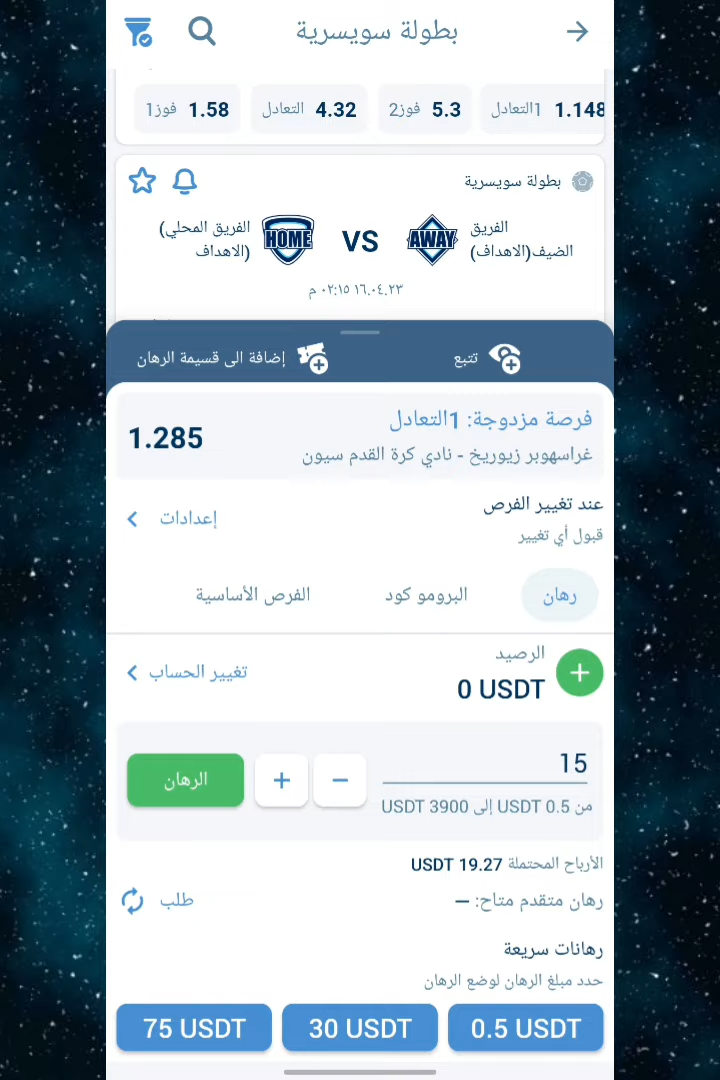 بطولة سويسرية
1.148 1التعادل
5.3 فوز2
4.32 التعادل
1.58 فوز1
بطولة سويسرية
الفريق
الضيف(الاهداف)
AWAY
VS
HOME
الفريق المحلي(
(الاهداف
١٦.٠٤.٢٣ ٠٢:١٥ م
تتبع
إضافة الى قسيمة الرهان
فرصة مزدوجة: 1التعادل
1.285
غراسهوبر زيوريخ - نادي كرة القدم سيون
عند تغيير الفرص
قبول أي تغيير
إعدادات
رهان
البرومو كود
الفرص الأساسية
الرصيد
0 USDT
تغيير الحساب
15
من 0.5 USDT إلى 3900 USDT
الرهان
الأرباح المحتملة 19.27 USDT
رهان متقدم متاح: –
طلب
رهانات سريعة
حدد مبلغ الرهان لوضع الرهان
0.5 USDT
30 USDT
75 USDT